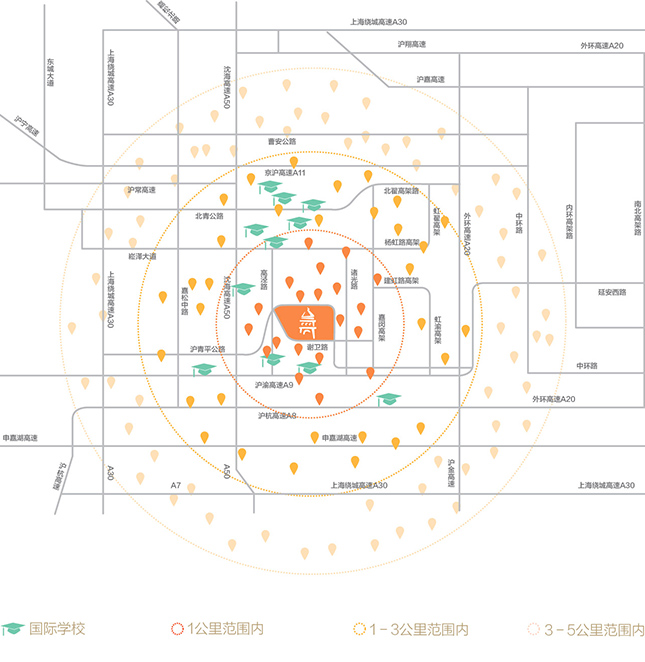 上海绕城高速A30
沪翔高速
外环高速A20
东城大道
上海绕城高速A30
沈海高速A50
沪嘉高速
沪宁高速
曹安公路
京沪高速A11
沪常高速
北翟高架路
北青公路
虹翟高架
外环高速A20
中环路
内环高架路
南北高架路
崧泽大道
杨虹路高架
上海绕城高速A30
嘉松中路
沈海高速A50
高泾路
诸光路
建虹路高架
延安西路
嘉闵高架
虹渝高架
沪青平公路
谢卫路
中环路
沪渝高速A9
外环高速A20
沪杭高速A8
申嘉湖高速
申嘉湖高速
A30
A50
沪金高速
A7
上海绕城高速A30
上海绕城高速A30
国际学校
1公里范围内
1-3公里范围内
3-5公里范围内